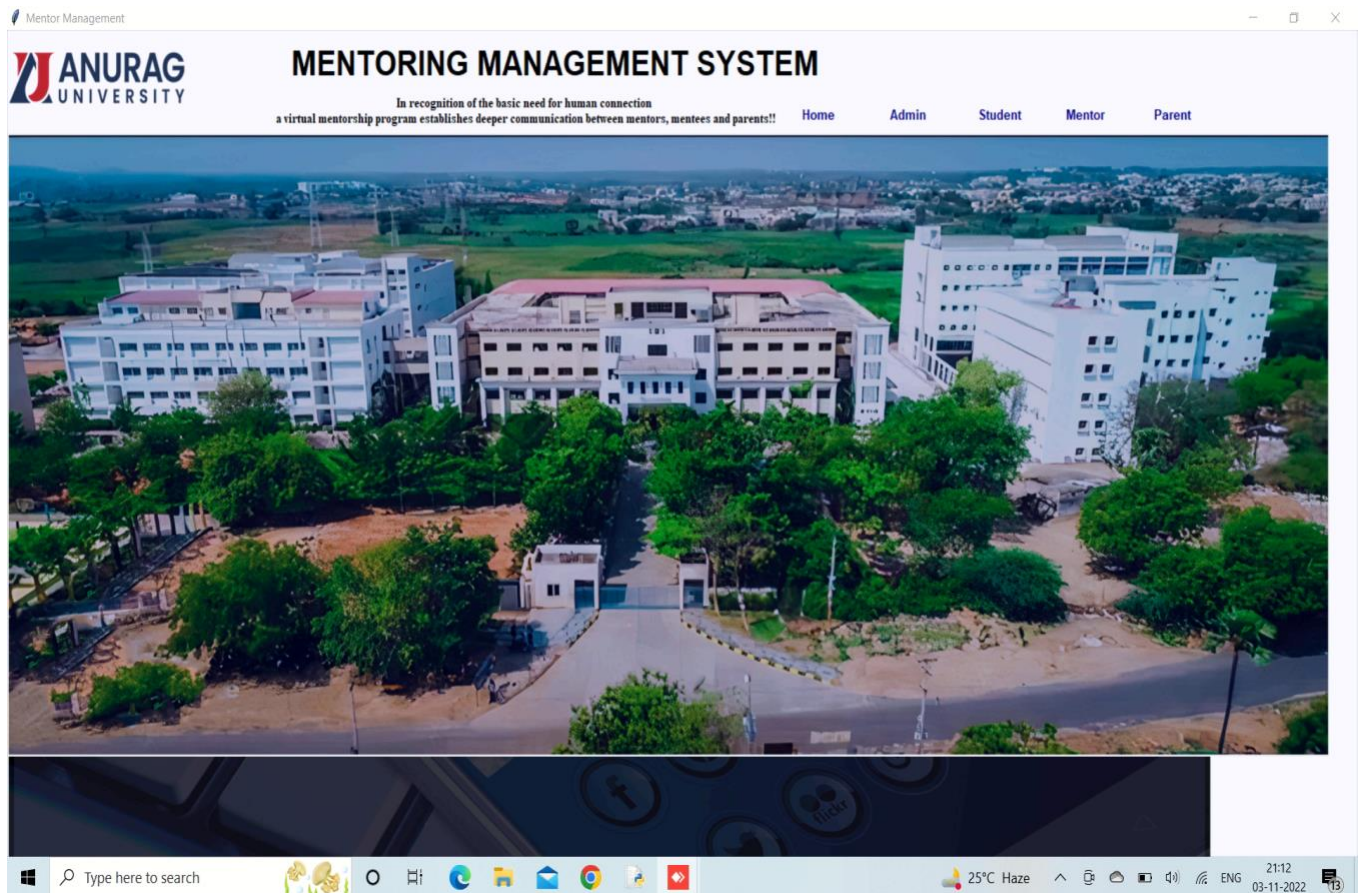 Mentor Management
ANURAG
UNIVERSITY
MENTORING MANAGEMENT SYSTEM
In recognition of the basic need for human connection
a virtual mentorship program establishes deeper communication between mentors, mentees and parents!!
Home Admin Student Mentor Parent
f
flickr
Type here to search
25°C Haze
ENG
21:12
03-11-2022
13